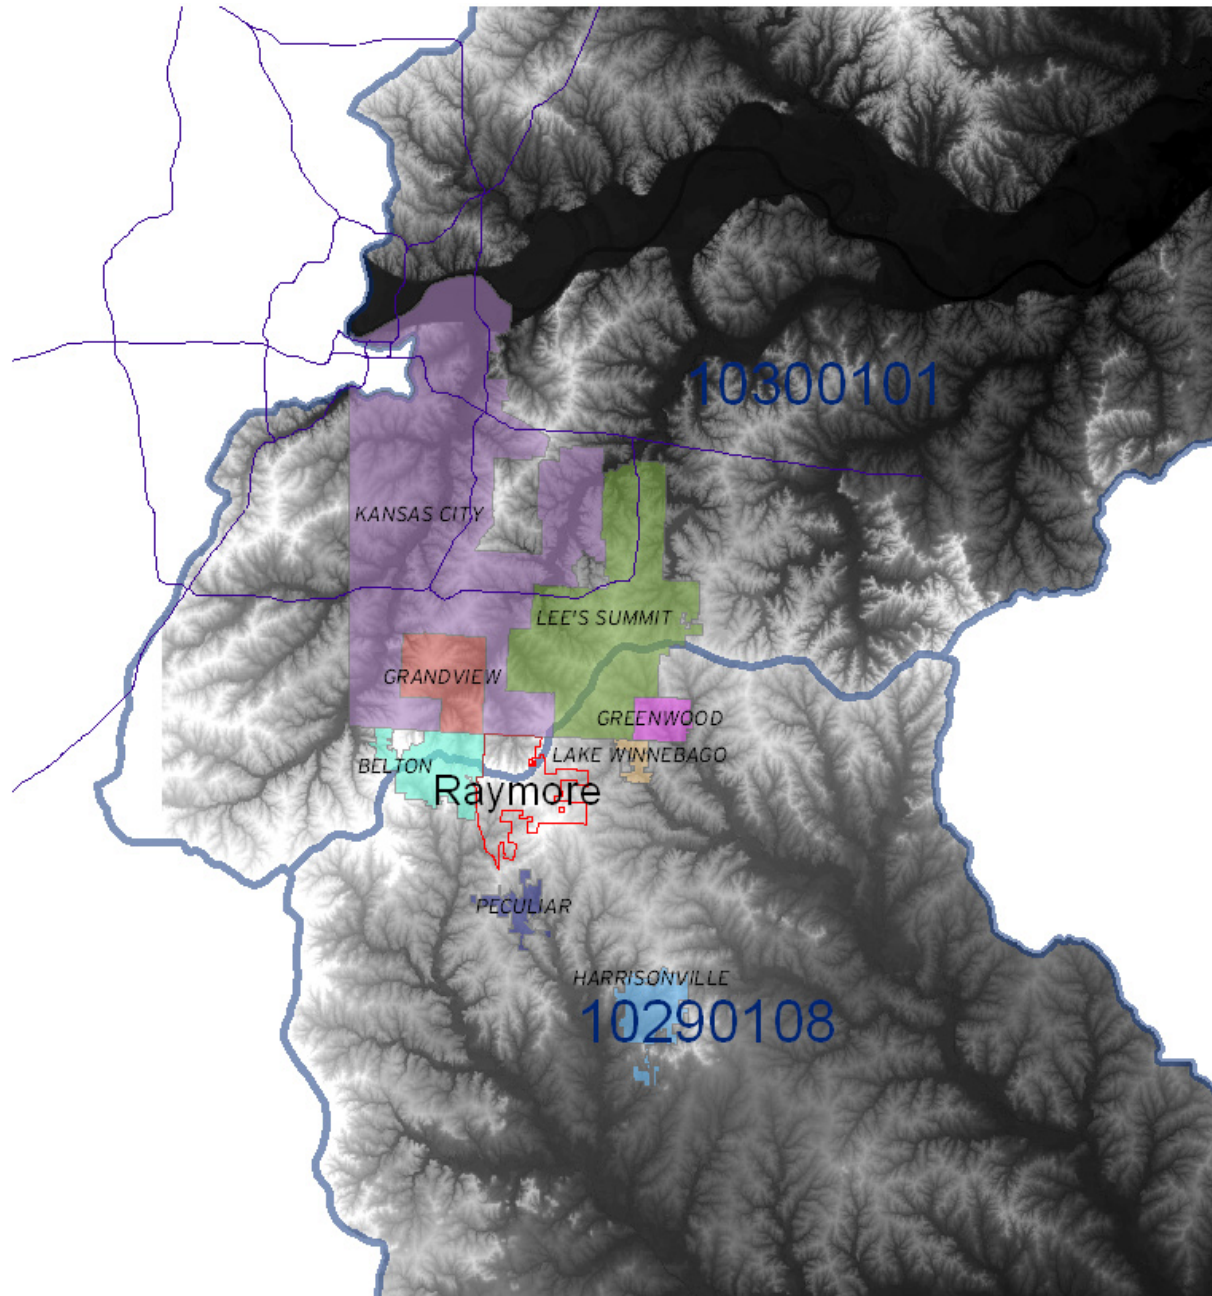 10300101
KANSAS CITY
LEE'S SUMMIT
GRANDVIEW
GREENWOOD
LAKE WINNEBAGO
BELTON
Raymore
PECULIAR
HARRISONVILLE
10290108